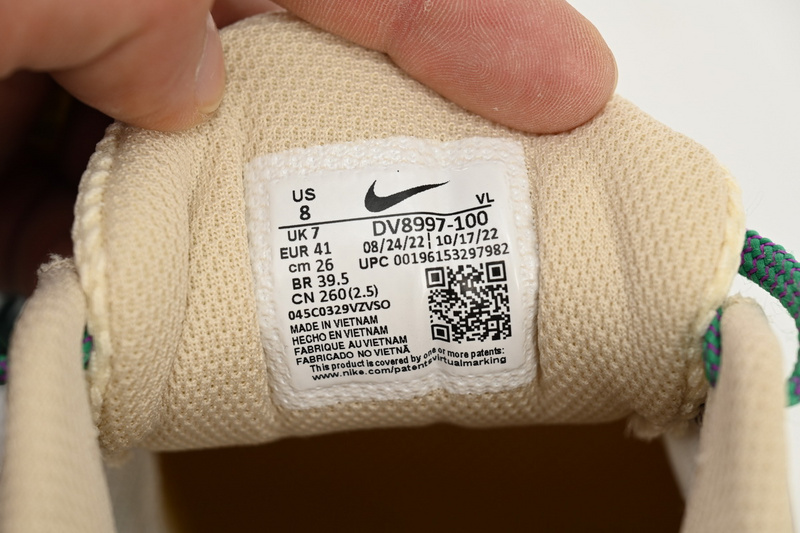 US
8
VL
UK 7
DV8997-100
EUR 41
08/24/22 | 10/17/22
cm 26
UPC 00196153297982
BR 39.5
CN 260(2.5)
045C0329VZVSO
MADE IN VIETNAM
HECHO EN VIETNAM
FABRIQUE AU VIETNAM
FABRICADO NO VIETNÃ
This product is covered by one or more patents:
www.nike.com/patentsvirtualmarking